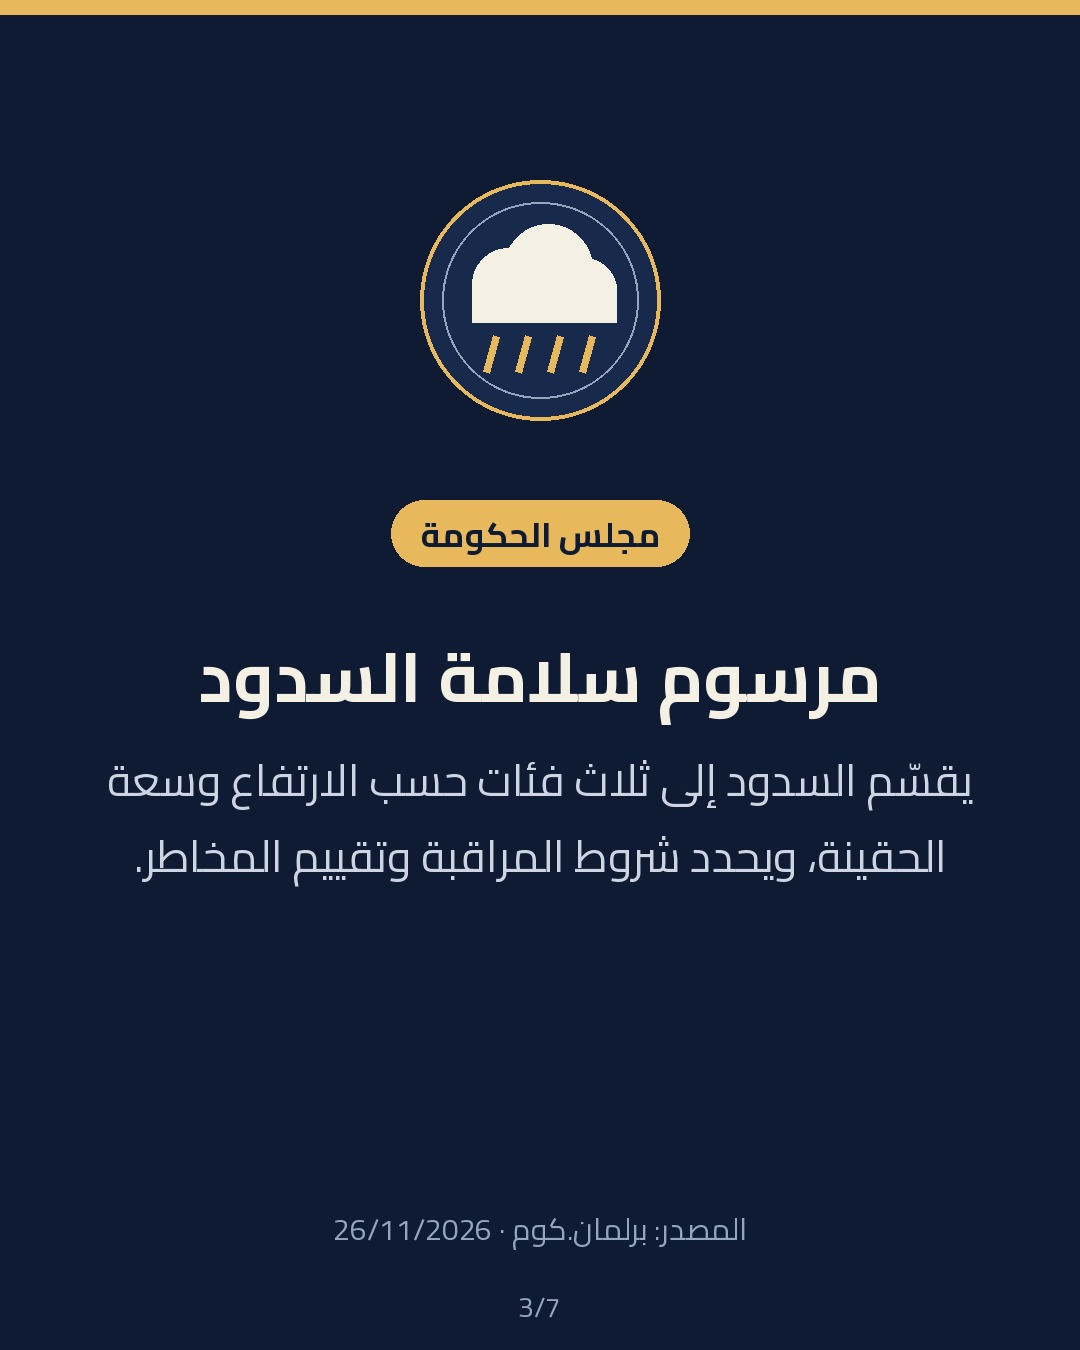 مجلس الحكومة
مرسوم سلامة السدود
يقسّم السدود إلى ثلاث فئات حسب الارتفاع وسعة
الحقينة، ويحدد شروط المراقبة وتقييم المخاطر.
المصدر: برلمان.كوم · 26/11/2026
3/7